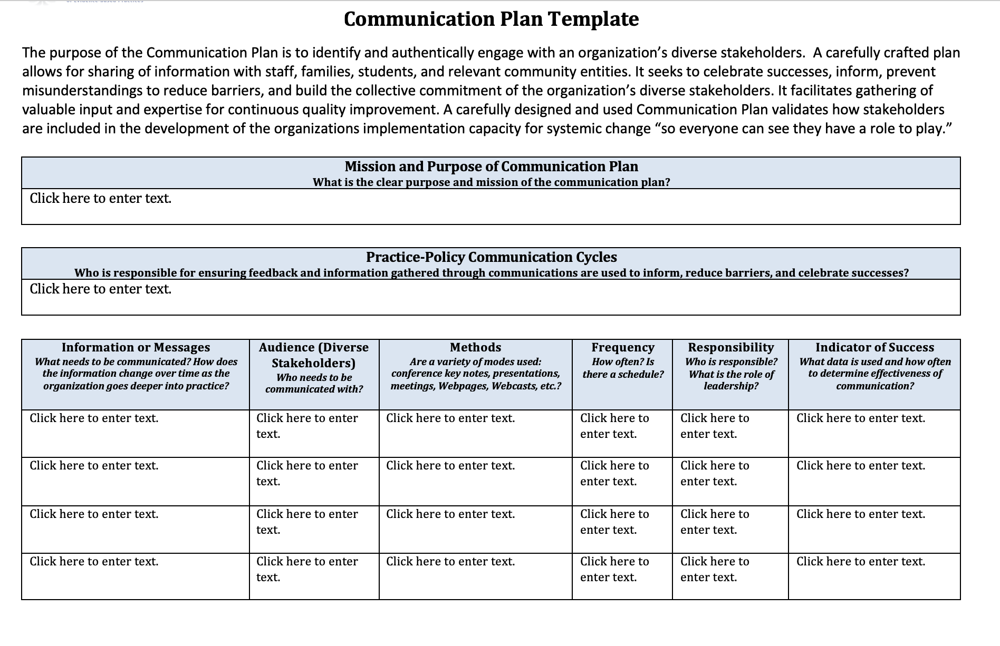 Communication Plan Template
The purpose of the Communication Plan is to identify and authentically engage with an organization’s diverse stakeholders.  A carefully crafted plan
allows for sharing of information with staff, families, students, and relevant community entities. It seeks to celebrate successes, inform, prevent
misunderstandings to reduce barriers, and build the collective commitment of the organization’s diverse stakeholders. It facilitates gathering of
valuable input and expertise for continuous quality improvement. A carefully designed and used Communication Plan validates how stakeholders
are included in the development of the organizations implementation capacity for systemic change “so everyone can see they have a role to play.”
Mission and Purpose of Communication Plan
What is the clear purpose and mission of the communication plan?
Click here to enter text.
Practice-Policy Communication Cycles
Who is responsible for ensuring feedback and information gathered through communications are used to inform, reduce barriers, and celebrate successes?
Click here to enter text.
Information or Messages
What needs to be communicated? How does
the information change over time as the
organization goes deeper into practice?
Audience (Diverse
Stakeholders)
Who needs to be
communicated with?
Methods
Are a variety of modes used:
conference key notes, presentations,
meetings, Webpages, Webcasts, etc.?
Frequency
How often? Is
there a schedule?
Responsibility
Who is responsible?
What is the role of
leadership?
Indicator of Success
What data is used and how often
to determine effectiveness of
communication?
Click here to enter text.
Click here to enter
text.
Click here to enter text.
Click here to
enter text.
Click here to
enter text.
Click here to enter text.
Click here to enter text.
Click here to enter
text.
Click here to enter text.
Click here to
enter text.
Click here to
enter text.
Click here to enter text.
Click here to enter text.
Click here to enter
text.
Click here to enter text.
Click here to
enter text.
Click here to
enter text.
Click here to enter text.
Click here to enter text.
Click here to enter
text.
Click here to enter text.
Click here to
enter text.
Click here to
enter text.
Click here to enter text.